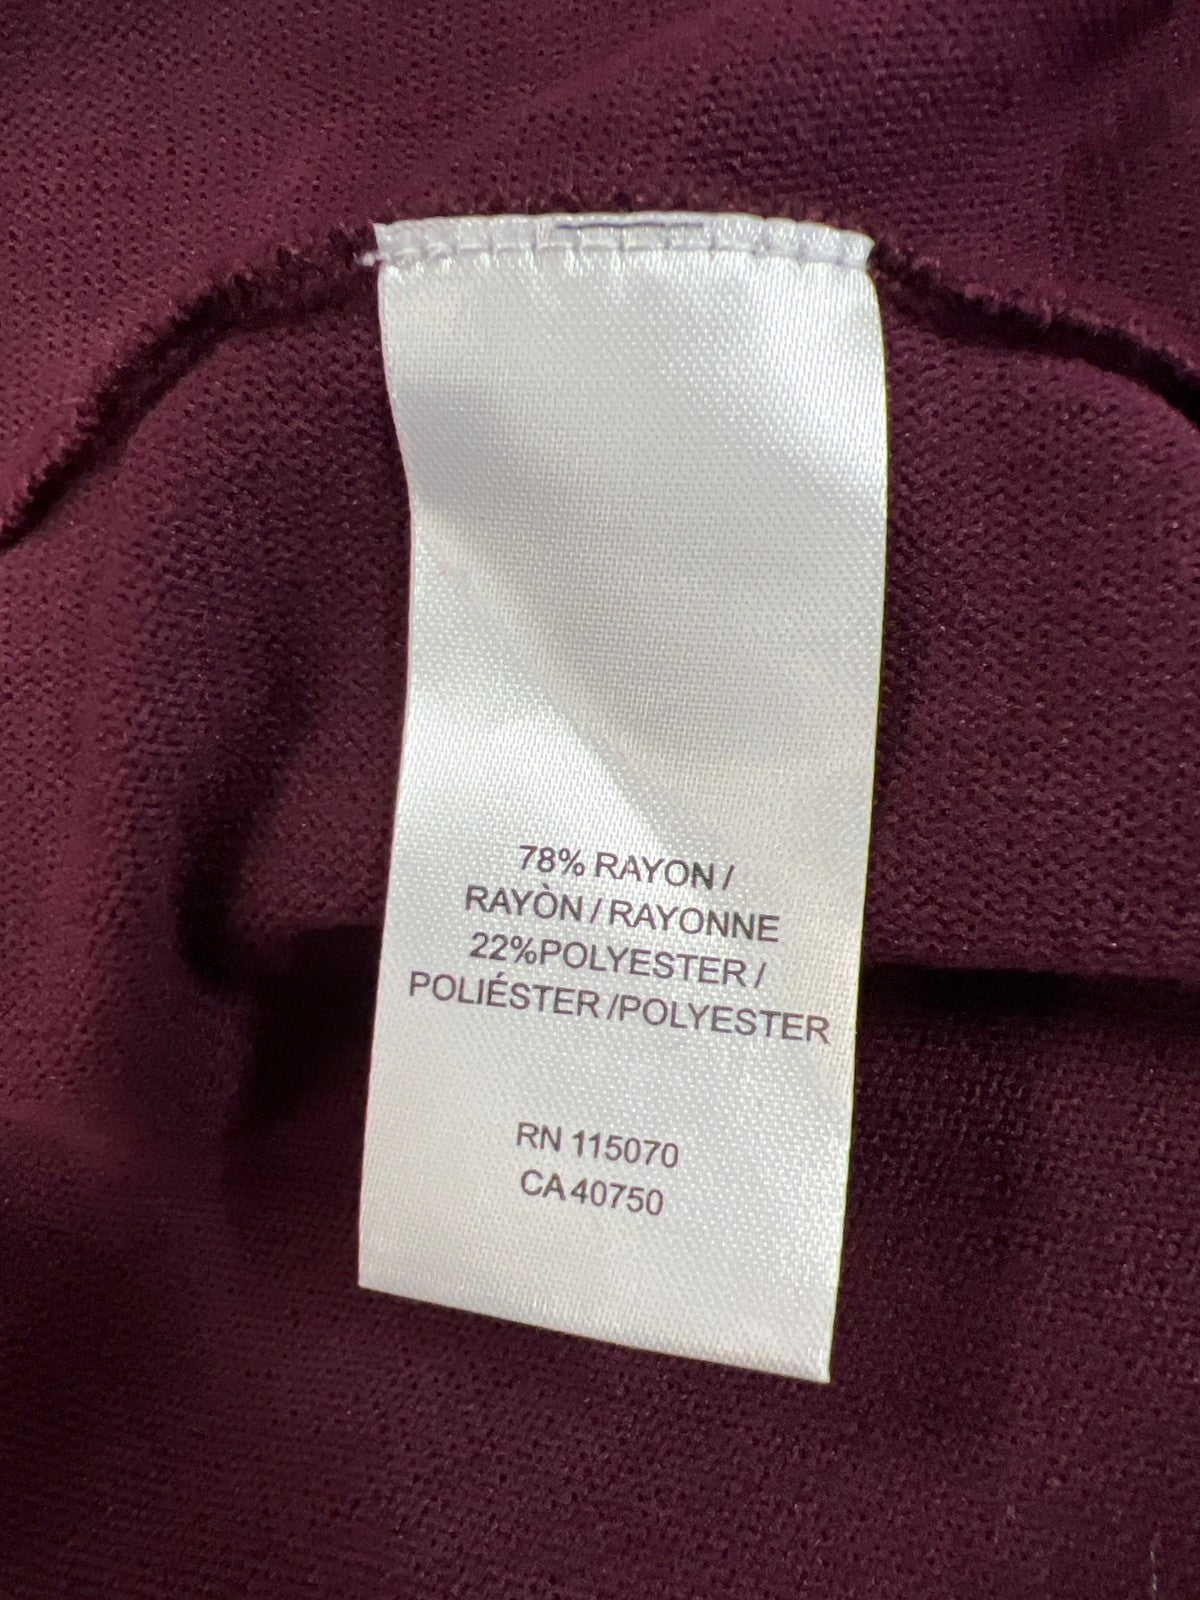 78% RAYON /
RAYÒN / RAYONNE
22%POLYESTER /
POLIÉSTER /POLYESTER
RN 115070
CA 40750